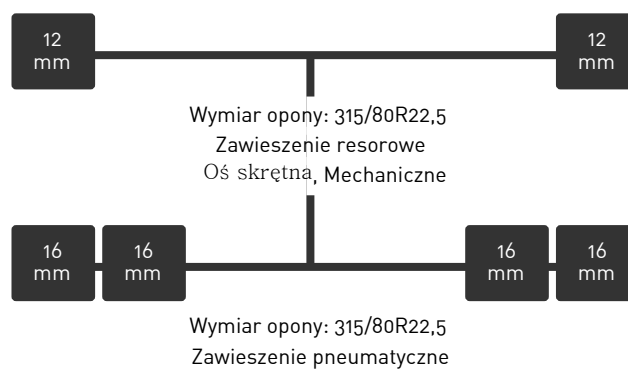 12 12
mm mm
Wymiar opony: 315/80R22,5
Zawieszenie resorowe
Oś skrętna, Mechaniczne
16 16 16 16
mm mm mm mm
Wymiar opony: 315/80R22,5
Zawieszenie pneumatyczne